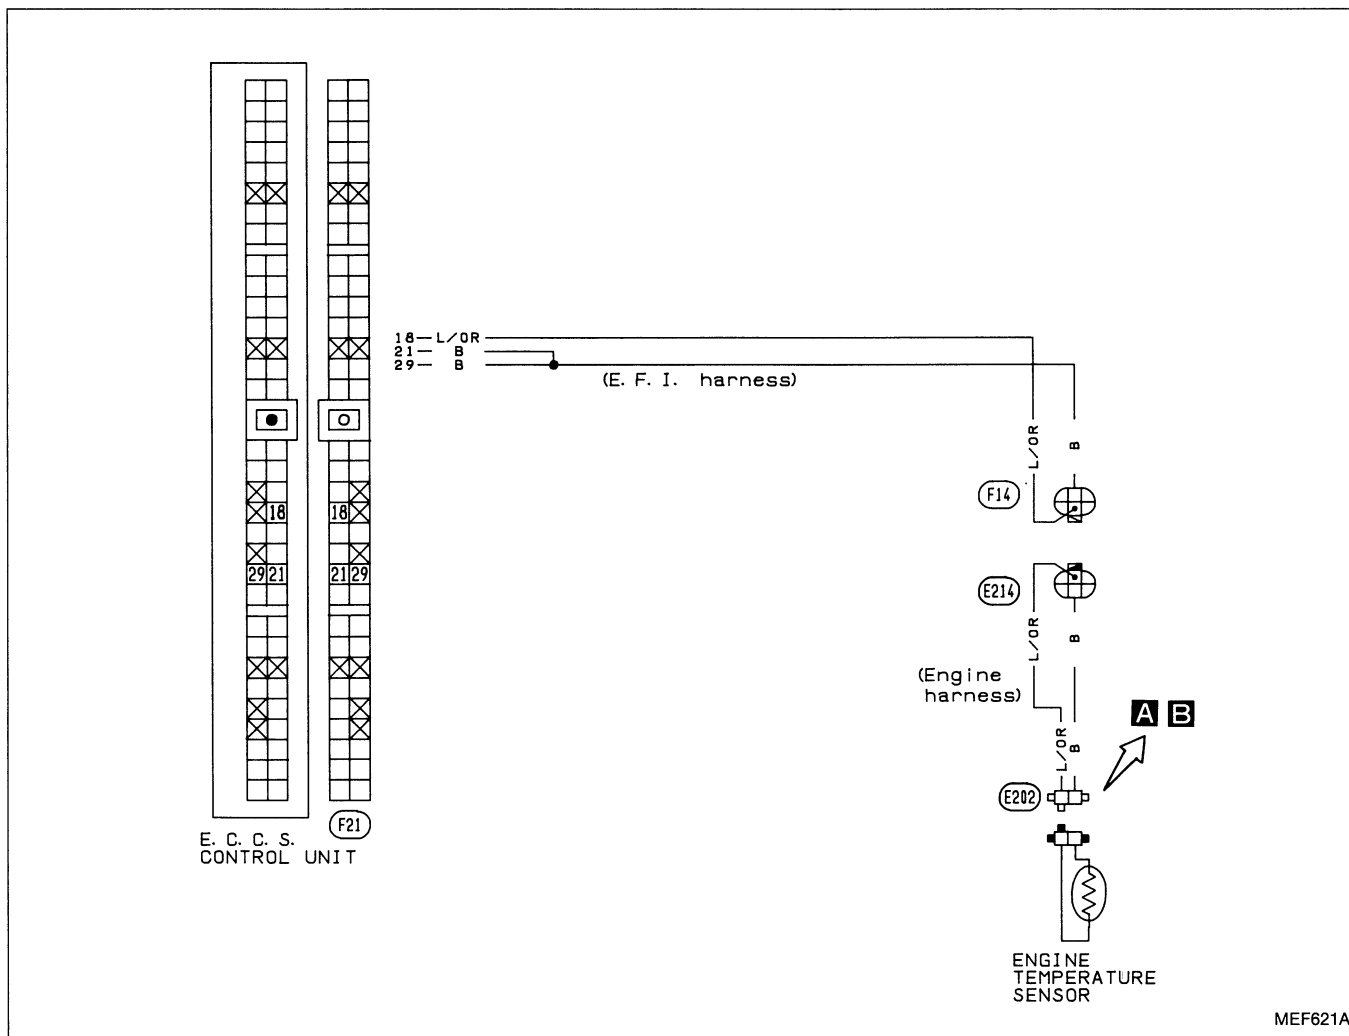 18— L/OR
21— B
29— B
(E. F. I. harness)
L/OR
B
F14
18
18
29 21
21 29
E214
L/OR
B
(Engine
harness)
A B
L/OR
B
E202
F21
E. C. C. S.
CONTROL UNIT
ENGINE
TEMPERATURE
SENSOR
MEF621A